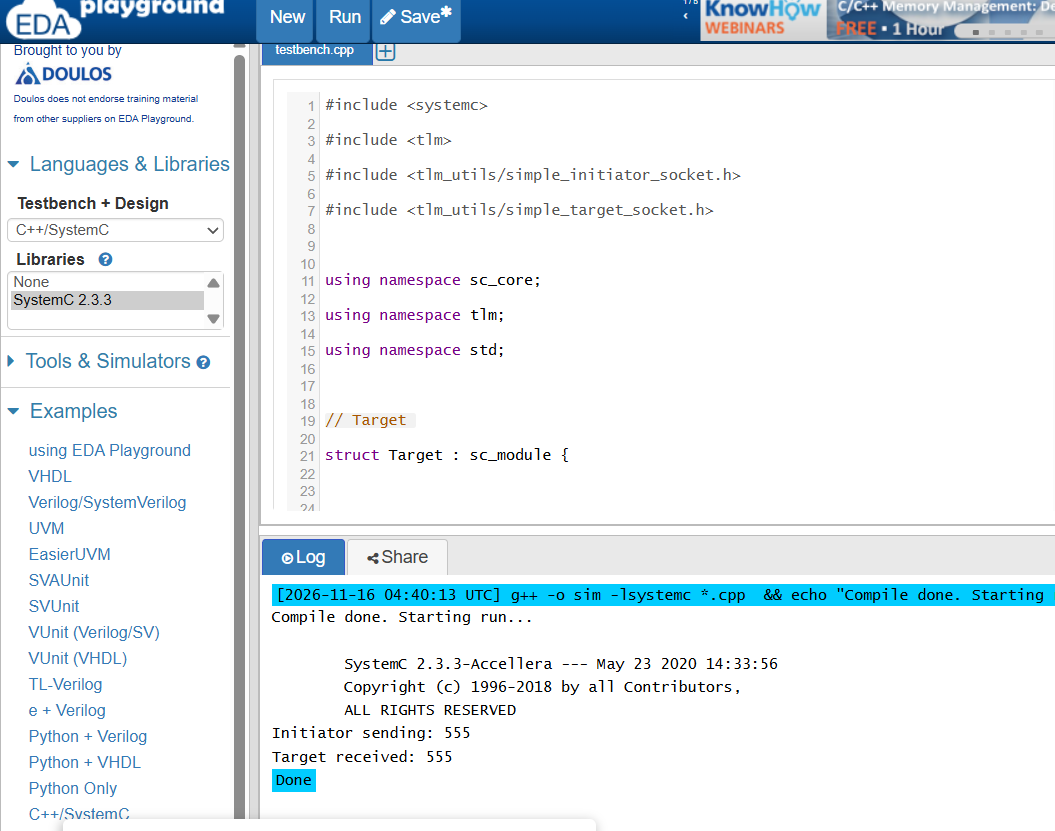 EDA playground
New
Run
Save*
1 / 5
‹
KnowHow
WEBINARS
C/C++ Memory Management: De
FREE • 1 Hour
Brought to you by
DOULOS
Doulos does not endorse training material
from other suppliers on EDA Playground.
Languages & Libraries
Testbench + Design
C++/SystemC
Libraries ?
None
SystemC 2.3.3
Tools & Simulators ?
Examples
using EDA Playground
VHDL
Verilog/SystemVerilog
UVM
EasierUVM
SVAUnit
SVUnit
VUnit (Verilog/SV)
VUnit (VHDL)
TL-Verilog
e + Verilog
Python + Verilog
Python + VHDL
Python Only
C++/SystemC
testbench.cpp
1 #include <systemc>
2
3 #include <tlm>
4
5 #include <tlm_utils/simple_initiator_socket.h>
6
7 #include <tlm_utils/simple_target_socket.h>
8
9
10
11 using namespace sc_core;
12
13 using namespace tlm;
14
15 using namespace std;
16
17
18
19 // Target
20
21 struct Target : sc_module {
22
23
24
Log
Share
[2026-11-16 04:40:13 UTC] g++ -o sim -lsystemc *.cpp  && echo "Compile done. Starting
Compile done. Starting run...
SystemC 2.3.3-Accellera --- May 23 2020 14:33:56
Copyright (c) 1996-2018 by all Contributors,
ALL RIGHTS RESERVED
Initiator sending: 555
Target received: 555
Done